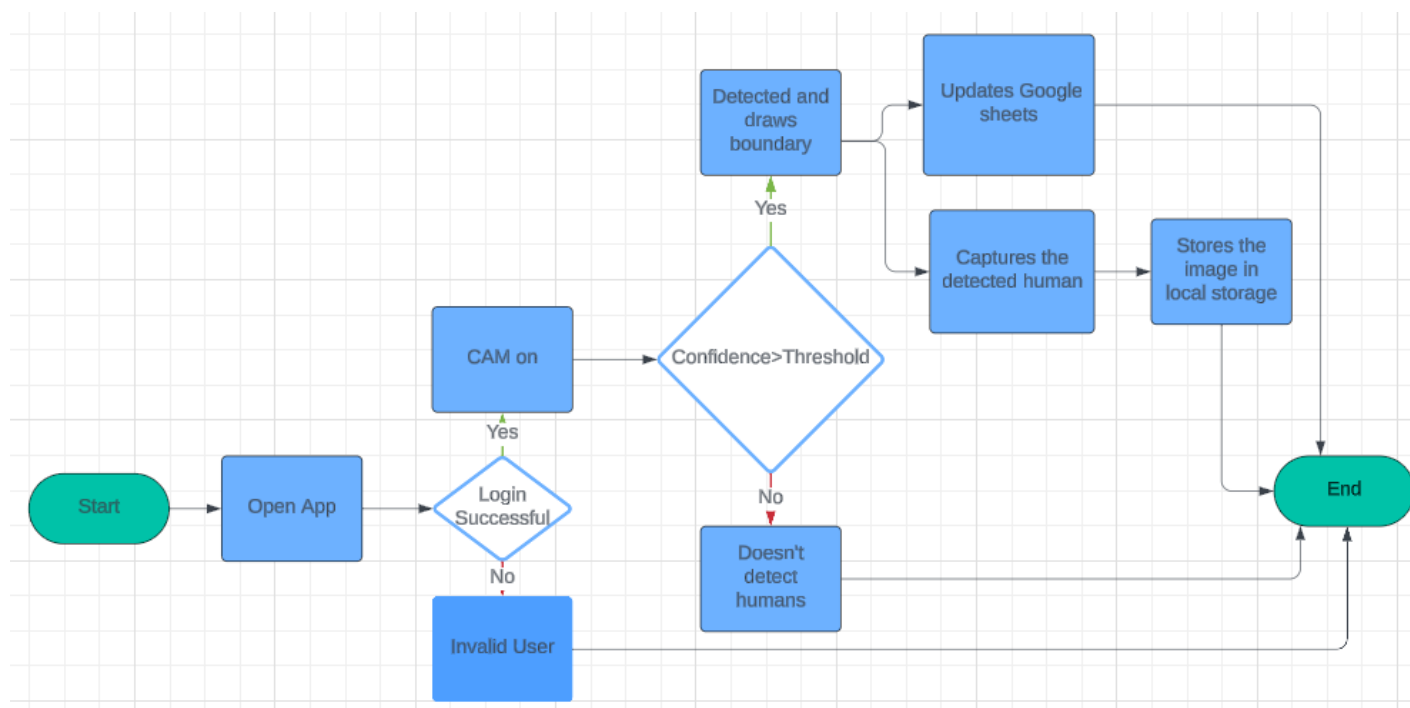 Start
Open App
Login
Successful
Yes
CAM on
No
Invalid User
Confidence>Threshold
Yes
Detected and
draws
boundary
No
Doesn't
detect
humans
Updates Google
sheets
Captures the
detected human
Stores the
image in
local storage
End